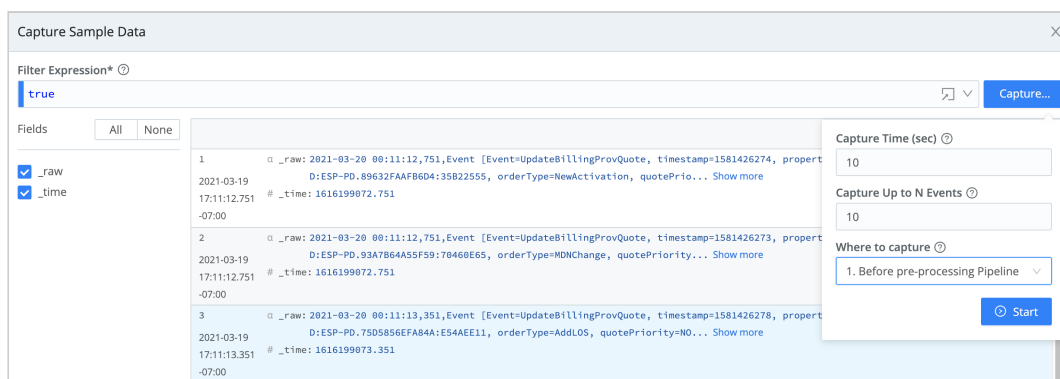 Capture Sample Data
Filter Expression*
true
Capture...
Fields
All
None
_raw
_time
1
2021-03-19
17:11:12.751
-07:00
α _raw: 2021-03-20 00:11:12,751,Event [Event=UpdateBillingProvQuote, timestamp=1581426274, propert
D:ESP-PD.89632FAAFB6D4:35B22555, orderType=NewActivation, quotePrio... Show more
# _time: 1616199072.751
2
2021-03-19
17:11:12.751
-07:00
α _raw: 2021-03-20 00:11:12,751,Event [Event=UpdateBillingProvQuote, timestamp=1581426273, propert
D:ESP-PD.93A7B64A55F59:70460E65, orderType=MDNChange, quotePriority... Show more
# _time: 1616199072.751
3
2021-03-19
17:11:13.351
-07:00
α _raw: 2021-03-20 00:11:13,351,Event [Event=UpdateBillingProvQuote, timestamp=1581426278, propert
D:ESP-PD.75D5856EFA84A:E54AEE11, orderType=AddLOS, quotePriority=NO... Show more
# _time: 1616199073.351
Capture Time (sec)
10
Capture Up to N Events
10
Where to capture
1. Before pre-processing Pipeline
Start